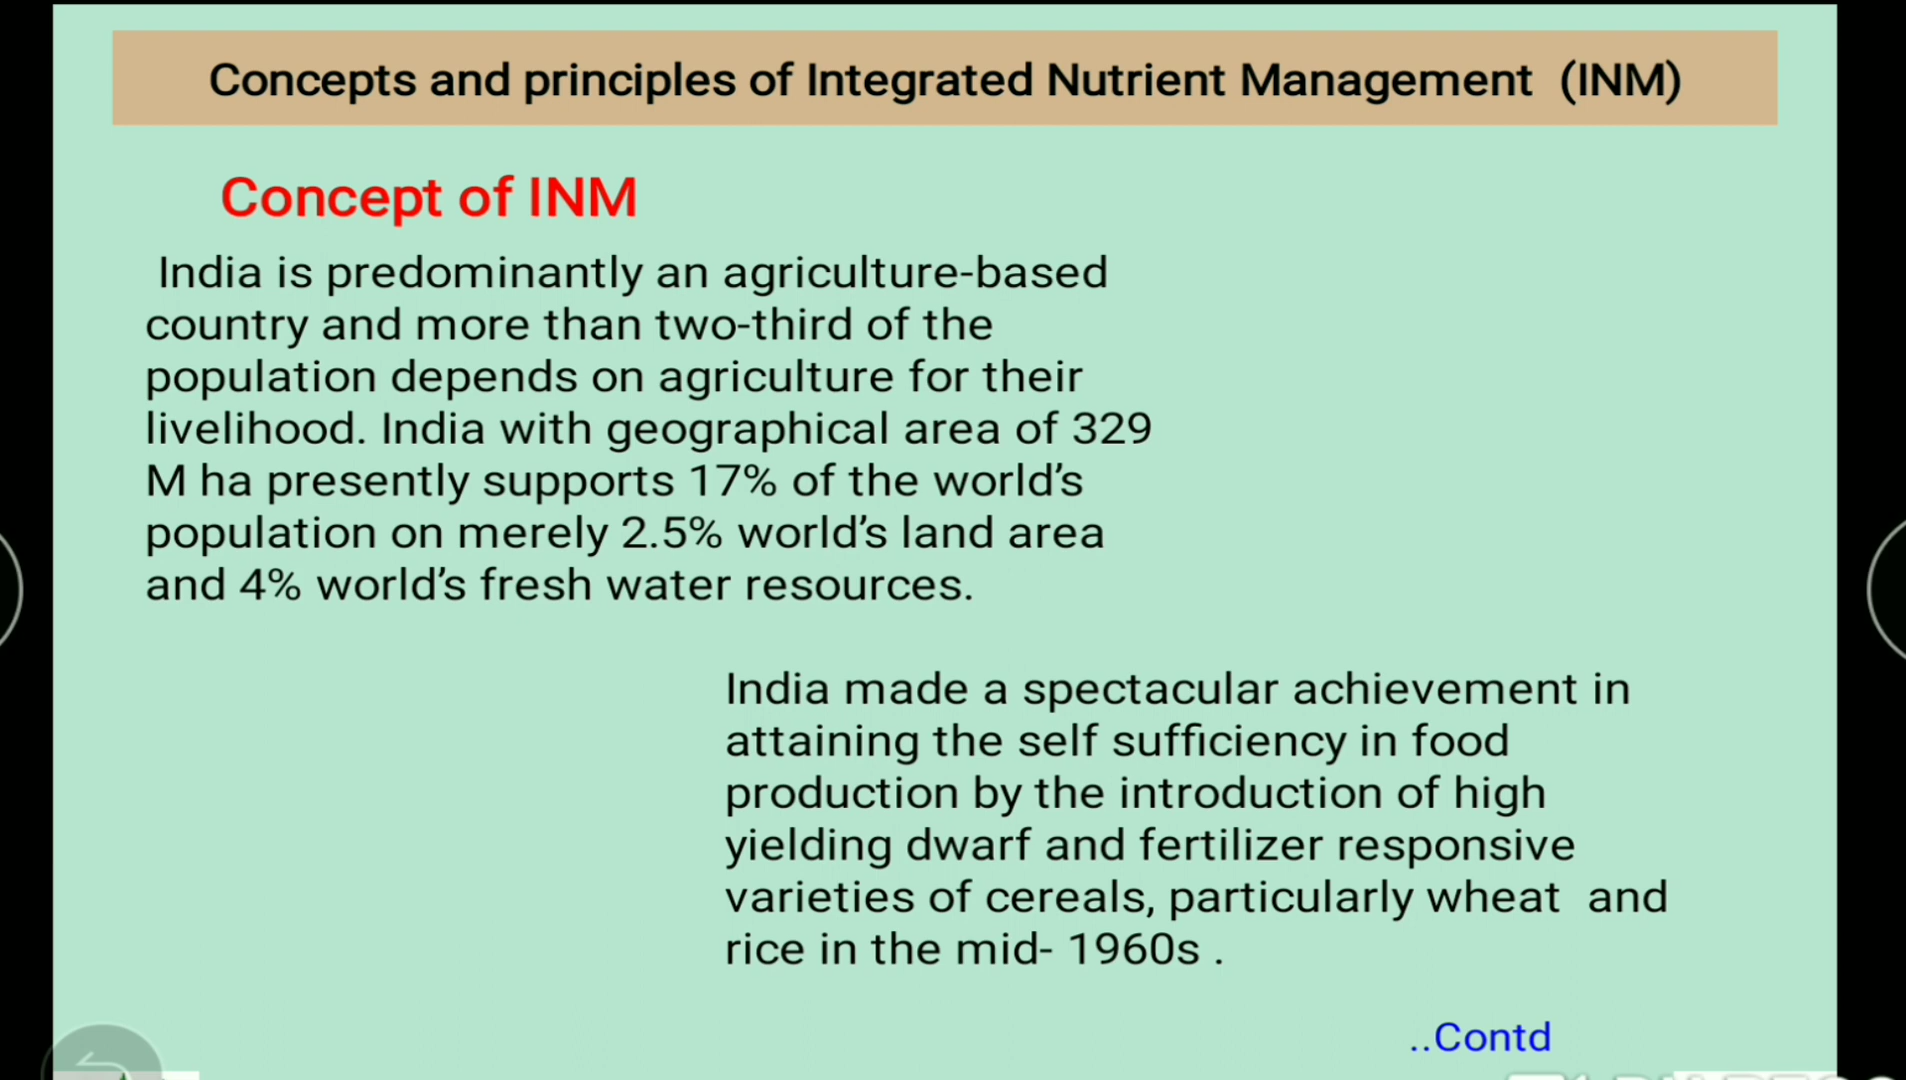 Concepts and principles of Integrated Nutrient Management (INM)
Concept of INM
India is predominantly an agriculture-based
country and more than two-third of the
population depends on agriculture for their
livelihood. India with geographical area of 329
M ha presently supports 17% of the world's
population on merely 2.5% world's land area
and 4% world's fresh water resources.
India made a spectacular achievement in
attaining the self sufficiency in food
production by the introduction of high
yielding dwarf and fertilizer responsive
varieties of cereals, particularly wheat and
rice in the mid- 1960s .
..Contd